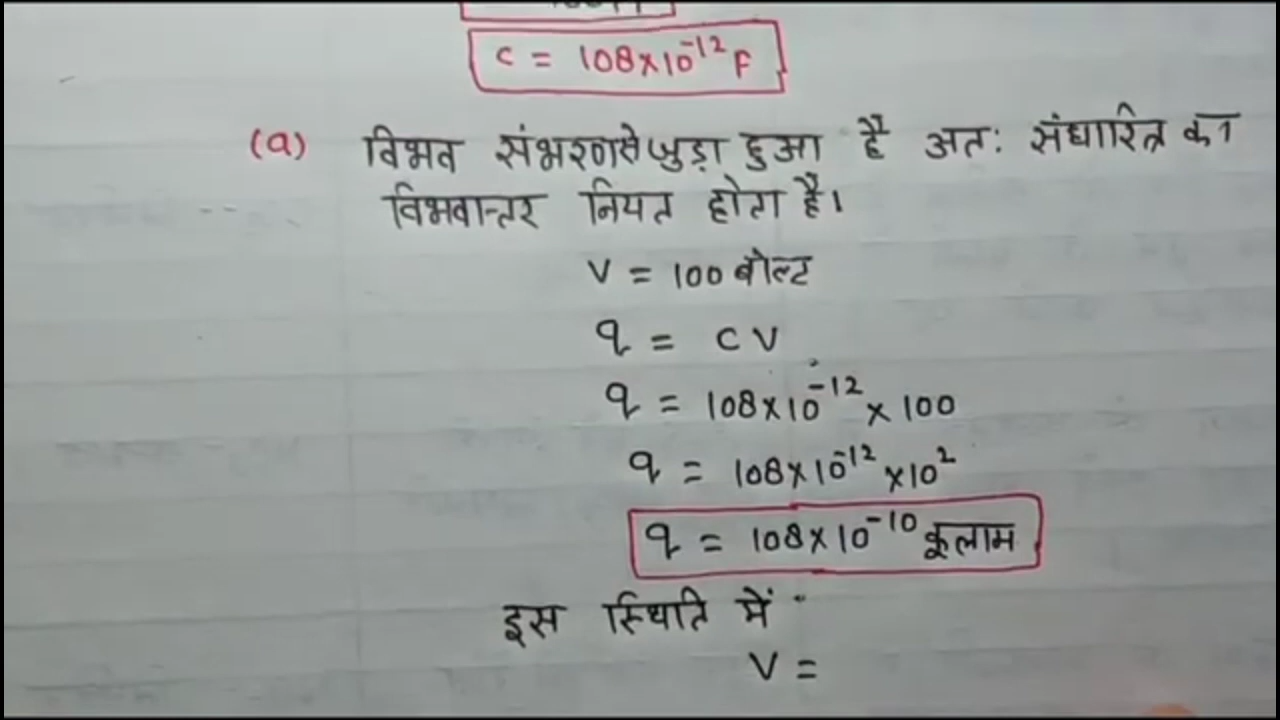 C = 108×10⁻¹² F
(a) विभव संभरण से जुड़ा हुआ है अतः संधारित्र का
विभवान्तर नियत होता है।
V = 100 वोल्ट
q = CV
q = 108×10⁻¹² × 100
q = 108×10⁻¹² ×10²
q = 108×10⁻¹⁰ कूलाम
इस स्थिति में
V =